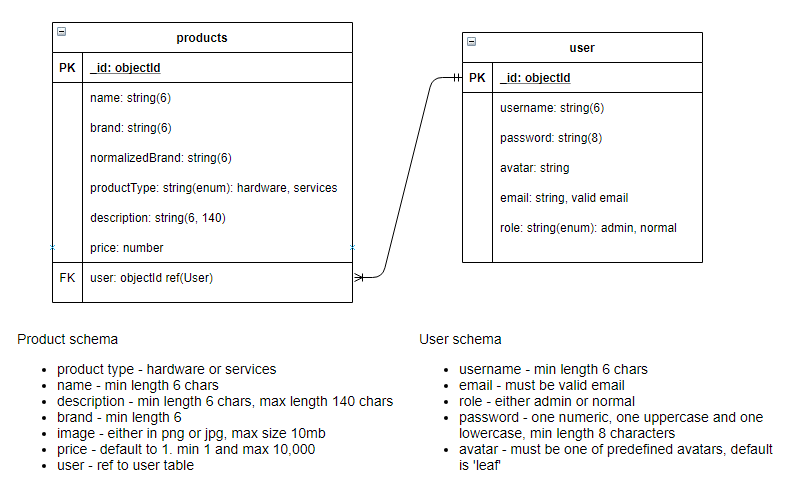 products
PK _id: objectId
name: string(6)
brand: string(6)
normalizedBrand: string(6)
productType: string(enum): hardware, services
description: string(6, 140)
price: number
FK user: objectId ref(User)
user
PK _id: objectId
username: string(6)
password: string(8)
avatar: string
email: string, valid email
role: string(enum): admin, normal
Product schema
• product type - hardware or services
• name - min length 6 chars
• description - min length 6 chars, max length 140 chars
• brand - min length 6
• image - either in png or jpg, max size 10mb
• price - default to 1. min 1 and max 10,000
• user - ref to user table
User schema
• username - min length 6 chars
• email - must be valid email
• role - either admin or normal
• password - one numeric, one uppercase and one
lowercase, min length 8 characters
• avatar - must be one of predefined avatars, default
is 'leaf'